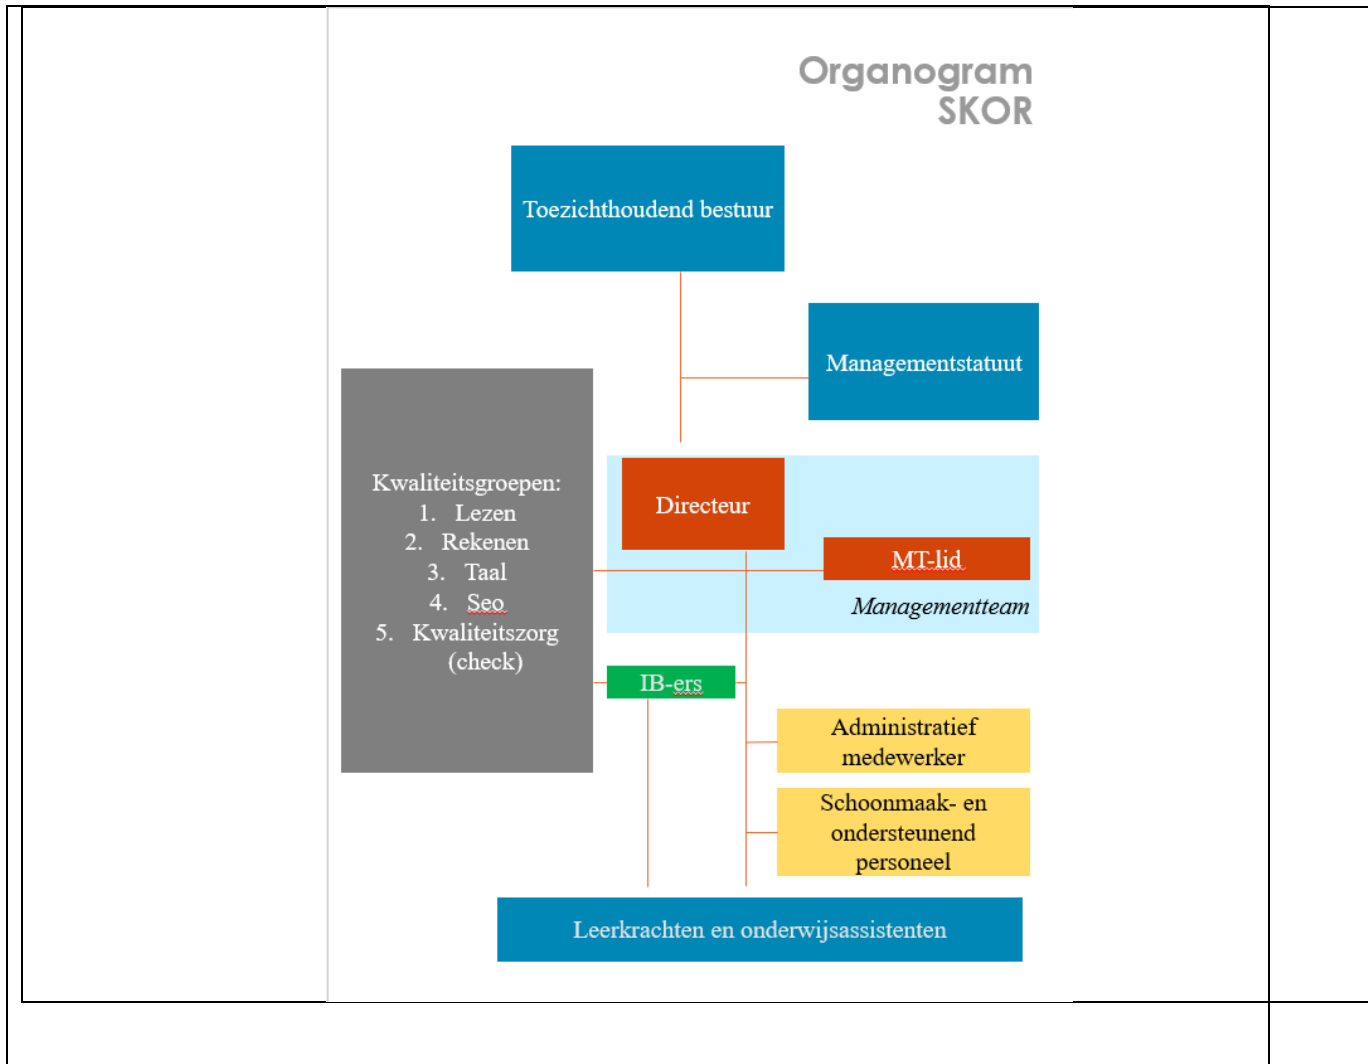 Organogram
SKOR
Toezichthoudend bestuur
Managementstatuut
Kwaliteitsgroepen:
1. Lezen
2. Rekenen
3. Taal
4. Seo
5. Kwaliteitszorg
(check)
Directeur
MT-lid
Managementteam
IB-ers
Administratief
medewerker
Schoonmaak- en
ondersteunend
personeel
Leerkrachten en onderwijsassistenten